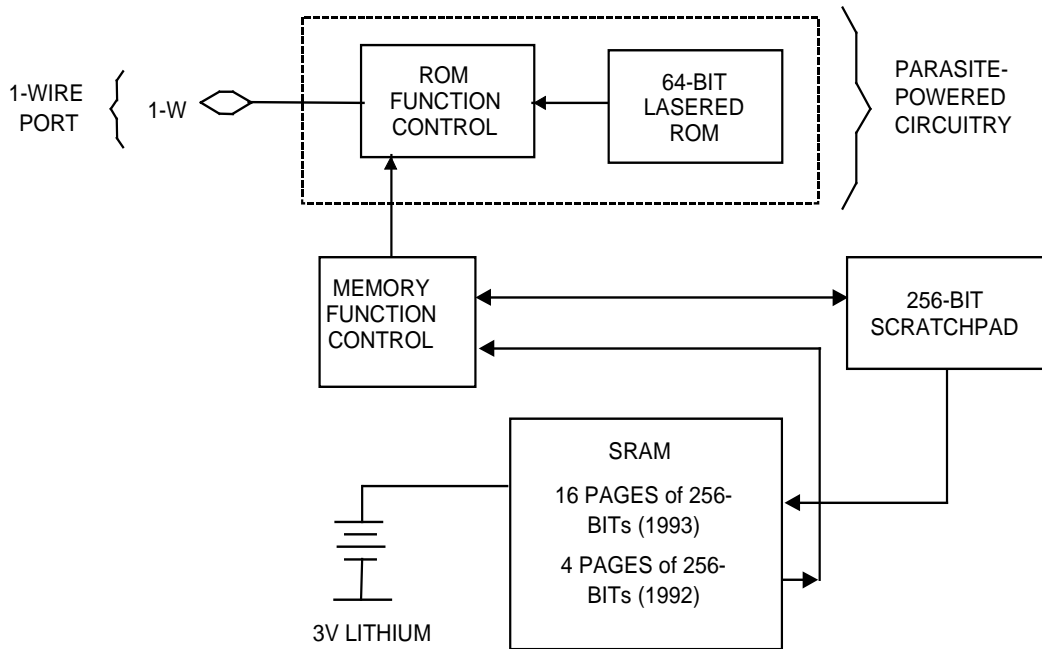 1-WIRE
PORT
1-W
ROM
FUNCTION
CONTROL
64-BIT
LASERED
ROM
PARASITE-
POWERED
CIRCUITRY
MEMORY
FUNCTION
CONTROL
256-BIT
SCRATCHPAD
SRAM
16 PAGES of 256-
BITs (1993)
4 PAGES of 256-
BITs (1992)
3V LITHIUM